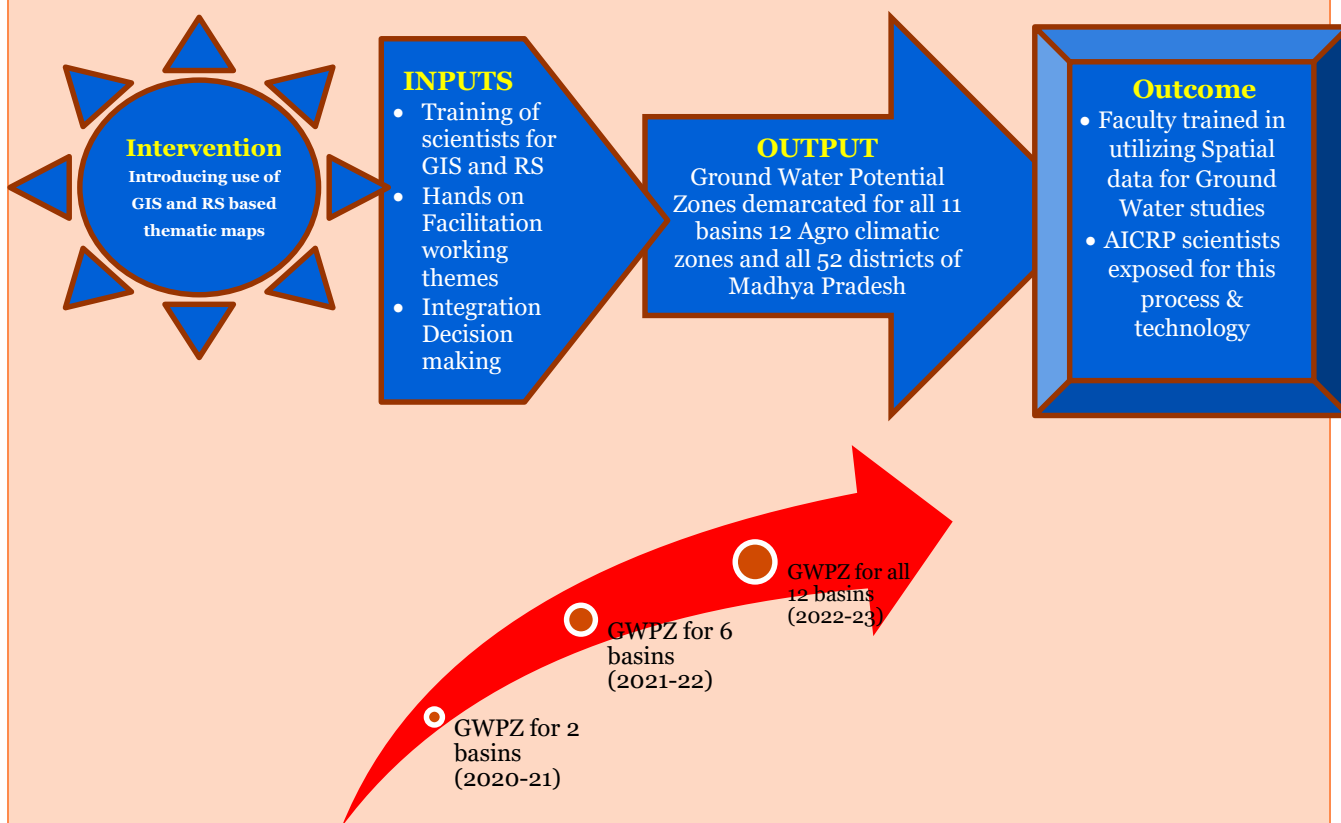 Intervention
Introducing use of
GIS and RS based
thematic maps
INPUTS
• Training of
scientists for
GIS and RS
• Hands on
Facilitation
working
themes
• Integration
Decision
making
OUTPUT
Ground Water Potential
Zones demarcated for all 11
basins 12 Agro climatic
zones and all 52 districts of
Madhya Pradesh
Outcome
• Faculty trained in
utilizing Spatial
data for Ground
Water studies
• AICRP scientists
exposed for this
process &
technology
GWPZ for 2
basins
(2020-21)
GWPZ for 6
basins
(2021-22)
GWPZ for all
12 basins
(2022-23)